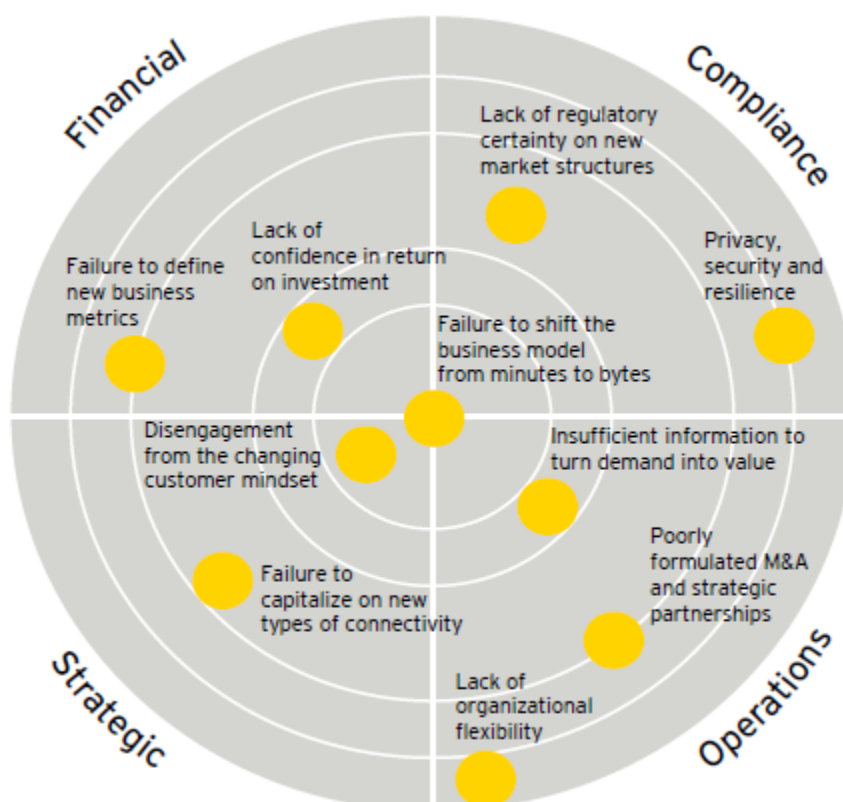 Financial
Compliance
Lack of regulatory
certainty on new
market structures
Lack of
confidence in return
on investment
Privacy,
security and
resilience
Failure to define
new business
metrics
Failure to shift the
business model
from minutes to bytes
Disengagement
from the changing
customer mindset
Insufficient information to
turn demand into value
Poorly
formulated M&A
and strategic
partnerships
Failure to
capitalize on new
types of connectivity
Lack of
organizational
flexibility
Strategic
Operations